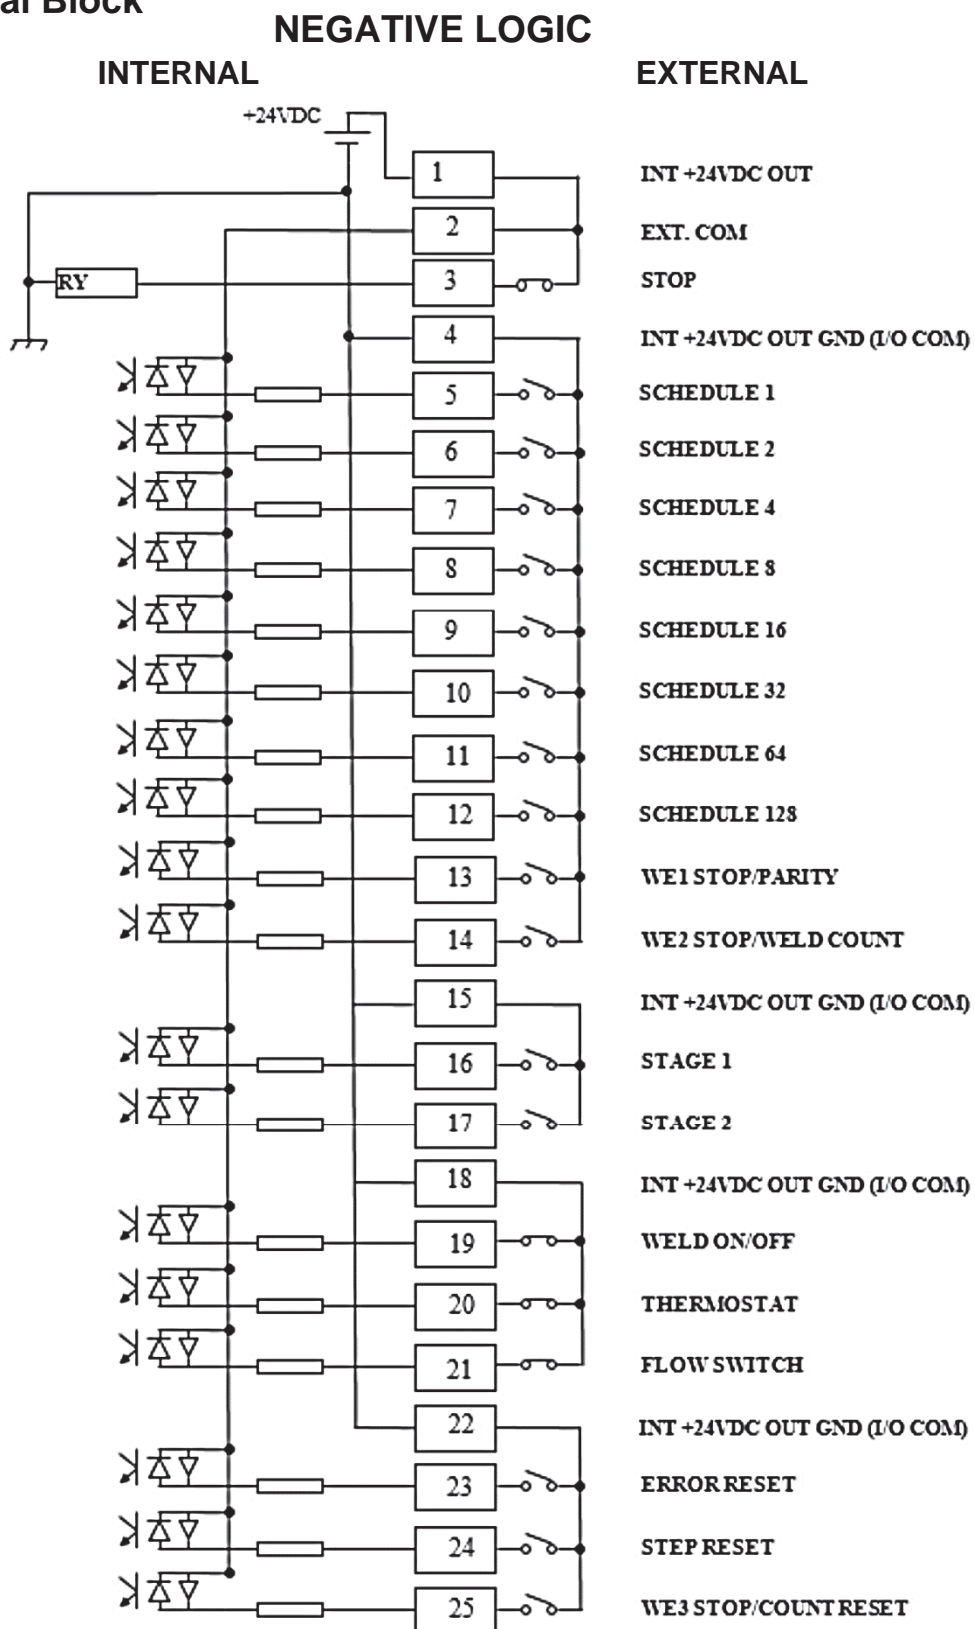 al Block
NEGATIVE LOGIC
INTERNAL EXTERNAL
+24VDC
1 INT +24VDC OUT
2 EXT. COM
RY 3 STOP
4 INT +24VDC OUT GND (I/O COM)
5 SCHEDULE 1
6 SCHEDULE 2
7 SCHEDULE 4
8 SCHEDULE 8
9 SCHEDULE 16
10 SCHEDULE 32
11 SCHEDULE 64
12 SCHEDULE 128
13 WE1 STOP/PARITY
14 WE2 STOP/WELD COUNT
15 INT +24VDC OUT GND (I/O COM)
16 STAGE 1
17 STAGE 2
18 INT +24VDC OUT GND (I/O COM)
19 WELD ON/OFF
20 THERMOSTAT
21 FLOW SWITCH
22 INT +24VDC OUT GND (I/O COM)
23 ERROR RESET
24 STEP RESET
25 WE3 STOP/COUNT RESET